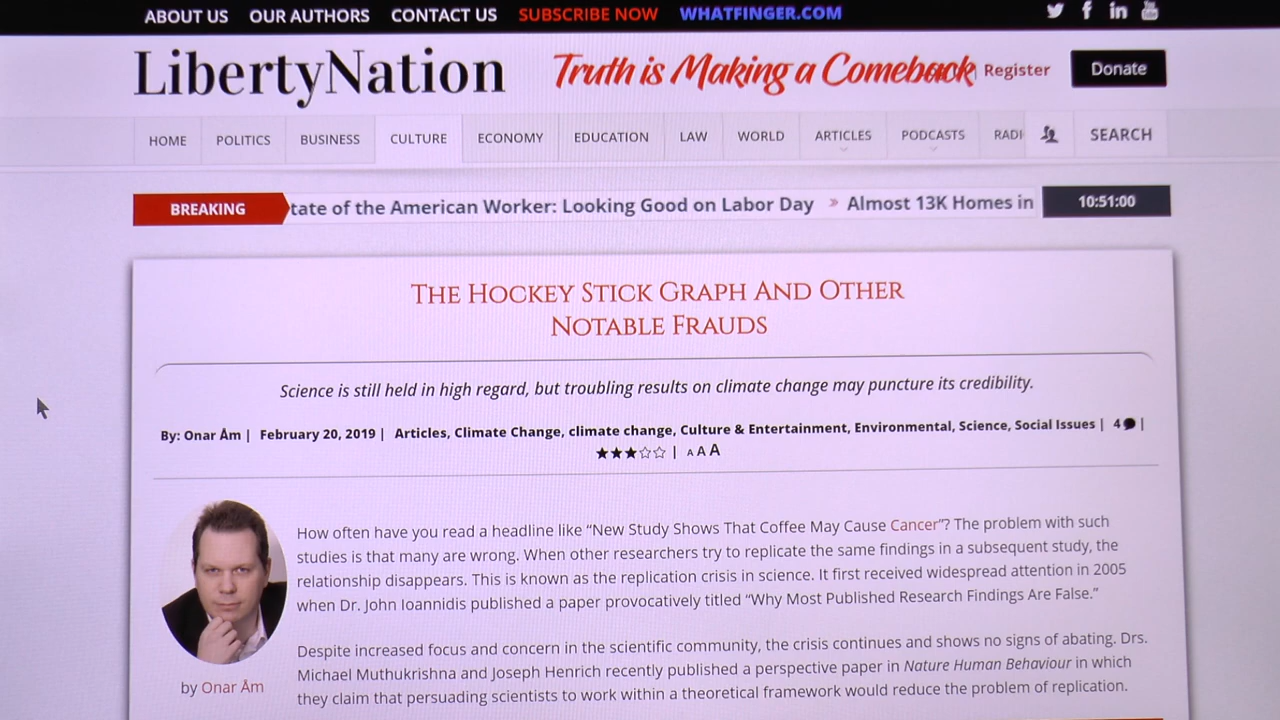 ABOUT US OUR AUTHORS CONTACT US SUBSCRIBE NOW WHATFINGER.COM
LibertyNation Truth is Making a Comeback Register Donate
HOME POLITICS BUSINESS CULTURE ECONOMY EDUCATION LAW WORLD ARTICLES PODCASTS RADI SEARCH
BREAKING tate of the American Worker: Looking Good on Labor Day » Almost 13K Homes in 10:51:00
THE HOCKEY STICK GRAPH AND OTHER
NOTABLE FRAUDS
Science is still held in high regard, but troubling results on climate change may puncture its credibility.
By: Onar Åm | February 20, 2019 | Articles, Climate Change, climate change, Culture & Entertainment, Environmental, Science, Social Issues | 4 |
★★★☆☆ | A A A
How often have you read a headline like “New Study Shows That Coffee May Cause Cancer”? The problem with such
studies is that many are wrong. When other researchers try to replicate the same findings in a subsequent study, the
relationship disappears. This is known as the replication crisis in science. It first received widespread attention in 2005
when Dr. John Ioannidis published a paper provocatively titled “Why Most Published Research Findings Are False.”
Despite increased focus and concern in the scientific community, the crisis continues and shows no signs of abating. Drs.
Michael Muthukrishna and Joseph Henrich recently published a perspective paper in Nature Human Behaviour in which
they claim that persuading scientists to work within a theoretical framework would reduce the problem of replication.
by Onar Åm